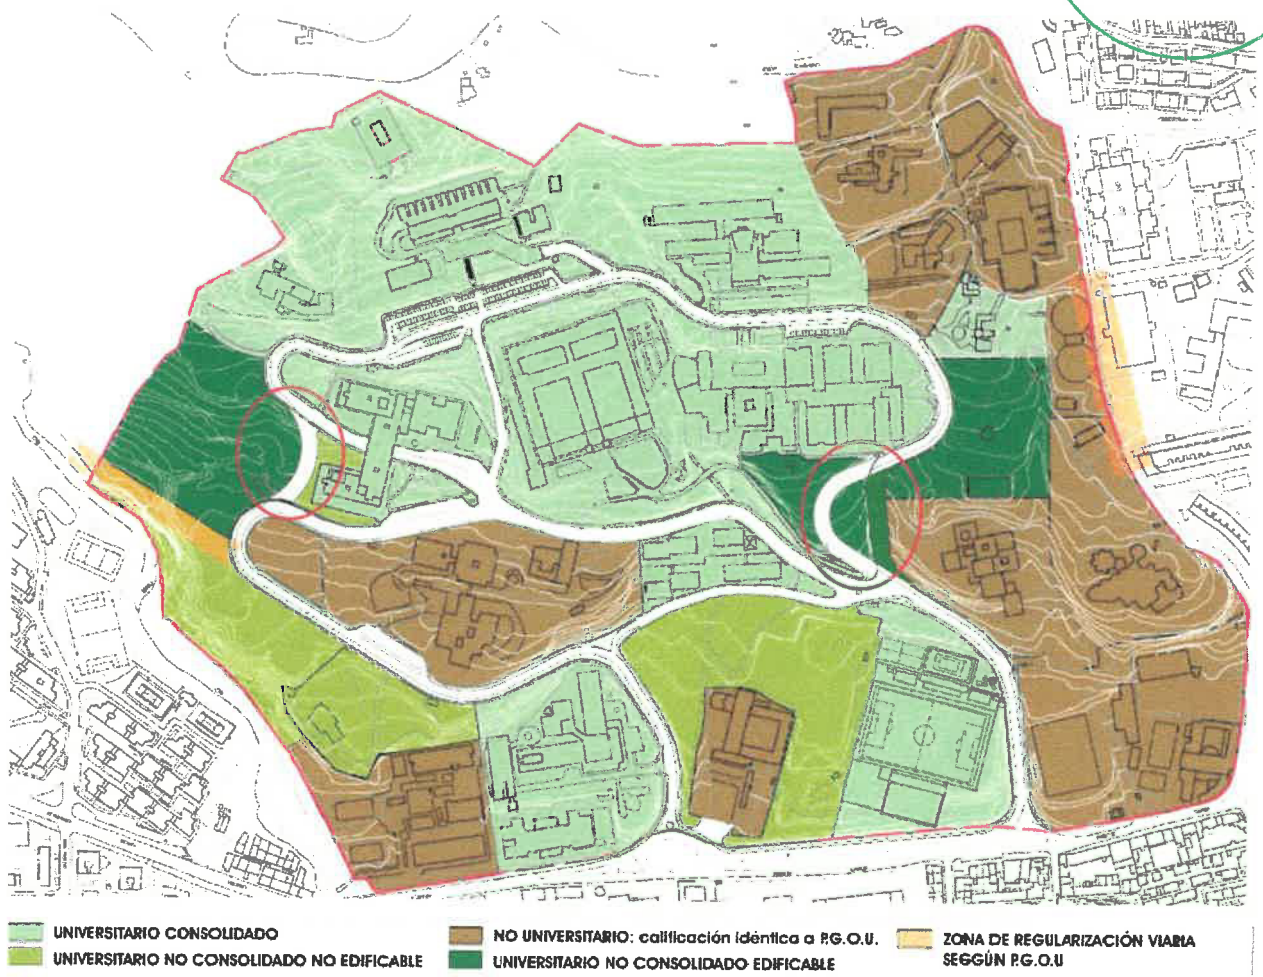 UNIVERSITARIO CONSOLIDADO
UNIVERSITARIO NO CONSOLIDADO NO EDIFICABLE
NO UNIVERSITARIO: calificación idéntica a P.G.O.U.
UNIVERSITARIO NO CONSOLIDADO EDIFICABLE
ZONA DE REGULARIZACIÓN VIARIA
SEGGÚN P.G.O.U